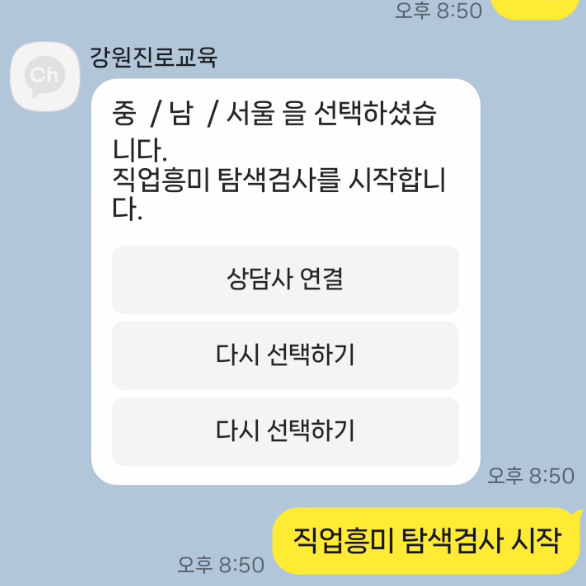 오후 8:50
Ch
강원진로교육
중 / 남 / 서울 을 선택하셨습
니다.
직업흥미 탐색검사를 시작합니
다.
상담사 연결
다시 선택하기
다시 선택하기
오후 8:50
직업흥미 탐색검사 시작
오후 8:50